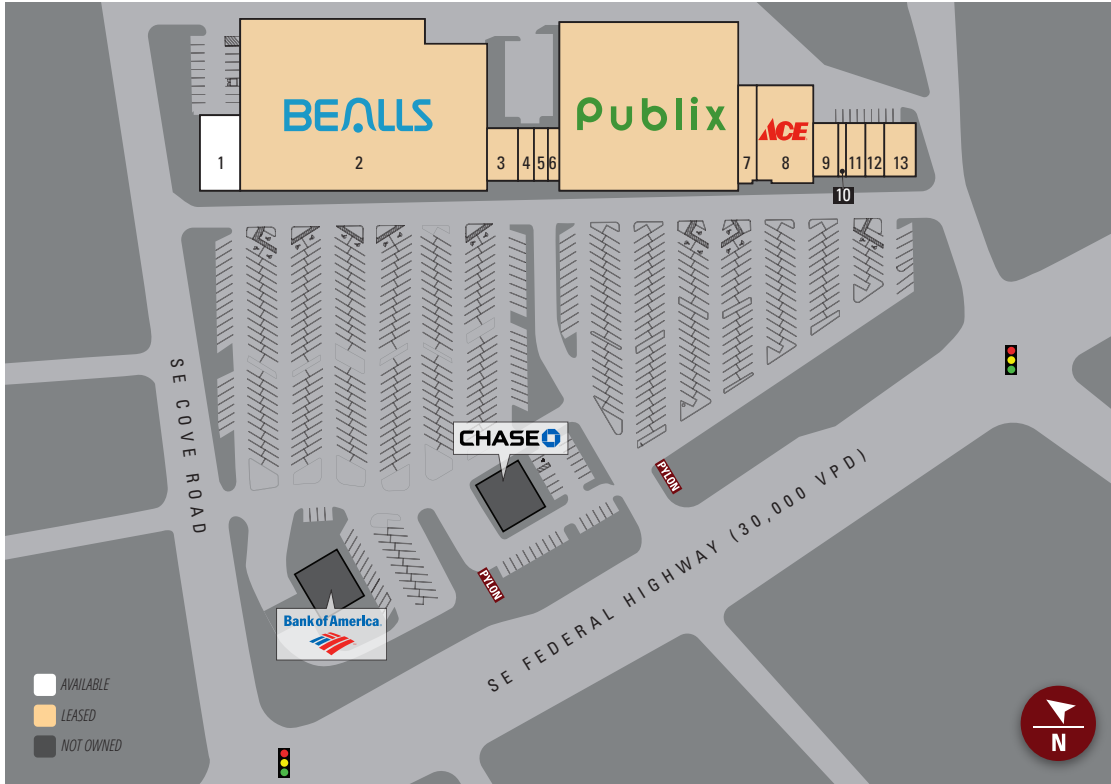 BEALLS
Publix
ACE
1
2
3
4
5
6
7
8
9
10
11
12
13
SE COVE ROAD
CHASE
PYLON
PYLON
Bank of America
SE FEDERAL HIGHWAY (30,000 VPD)
AVAILABLE
LEASED
NOT OWNED
N